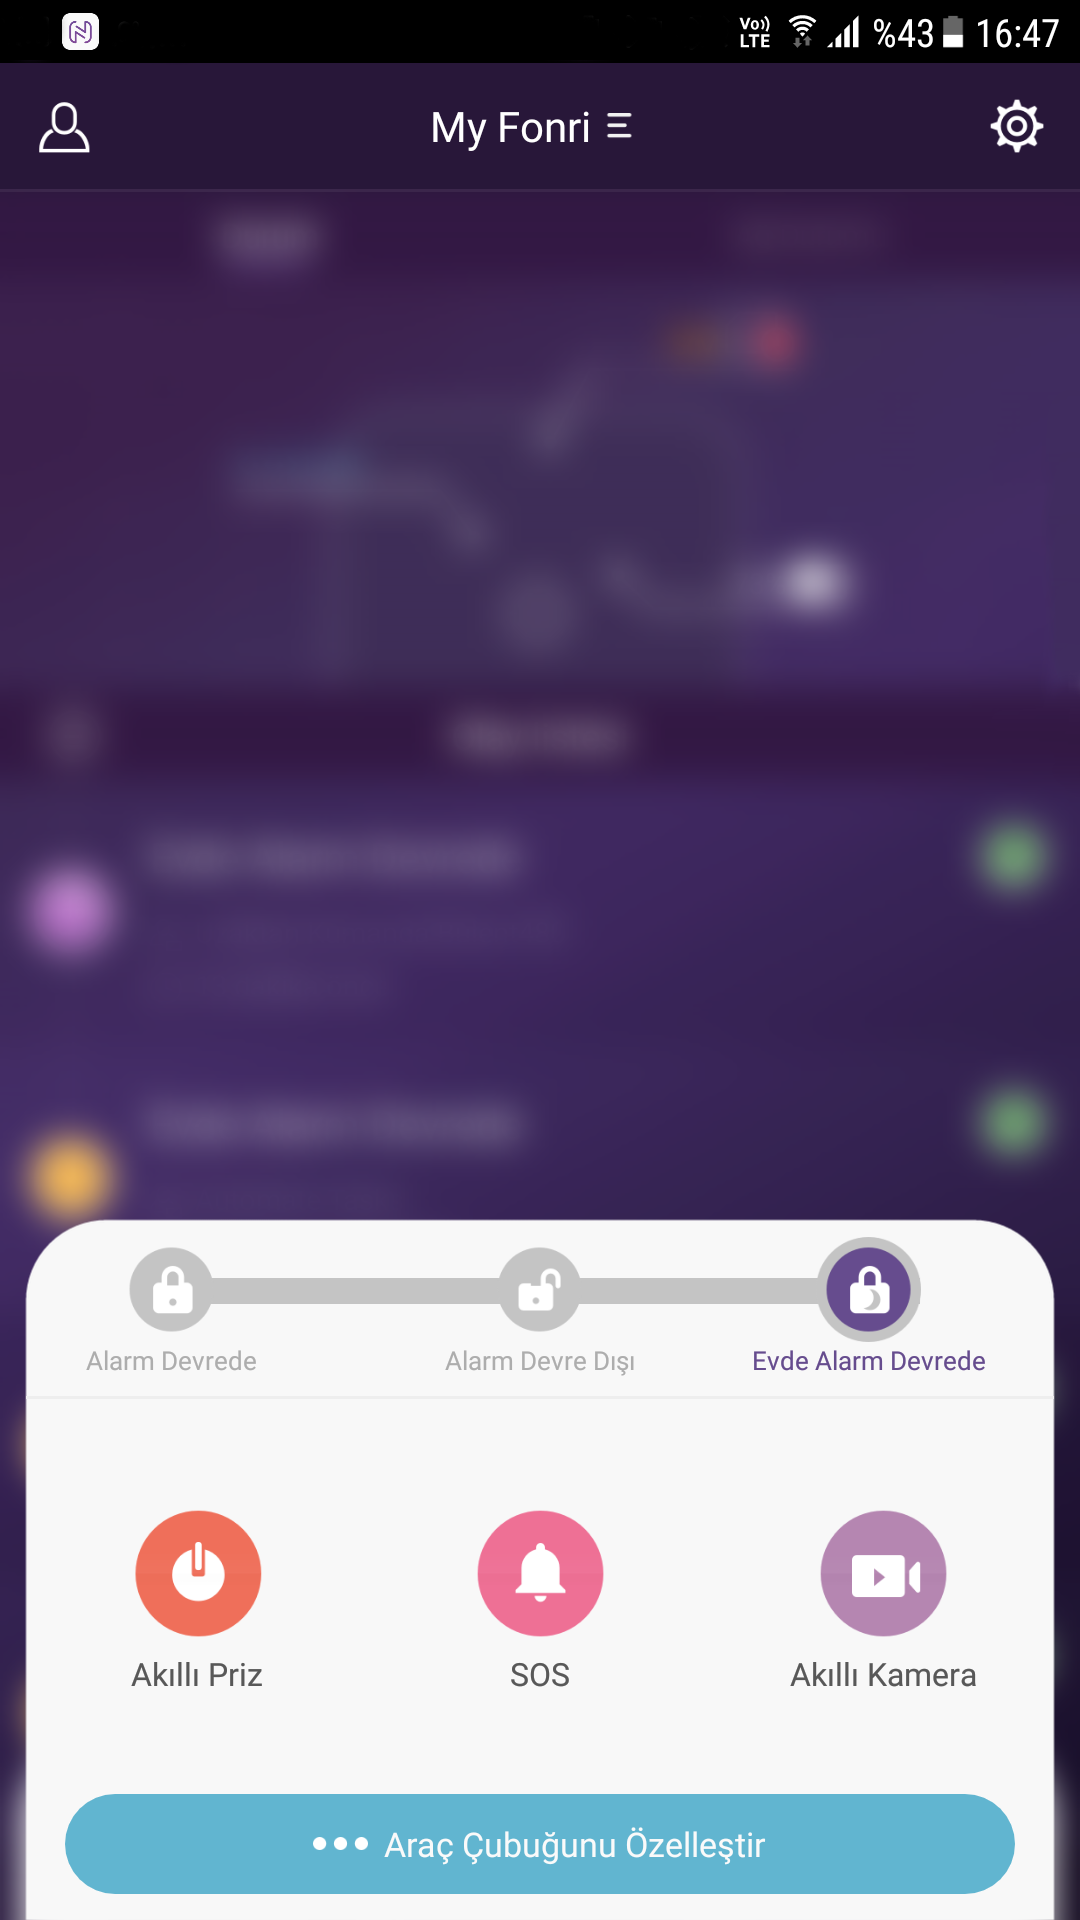 Vo)) LTE %43 16:47
My Fonri
Alarm Devrede
Alarm Devre Dışı
Evde Alarm Devrede
Akıllı Priz
SOS
Akıllı Kamera
Araç Çubuğunu Özelleştir